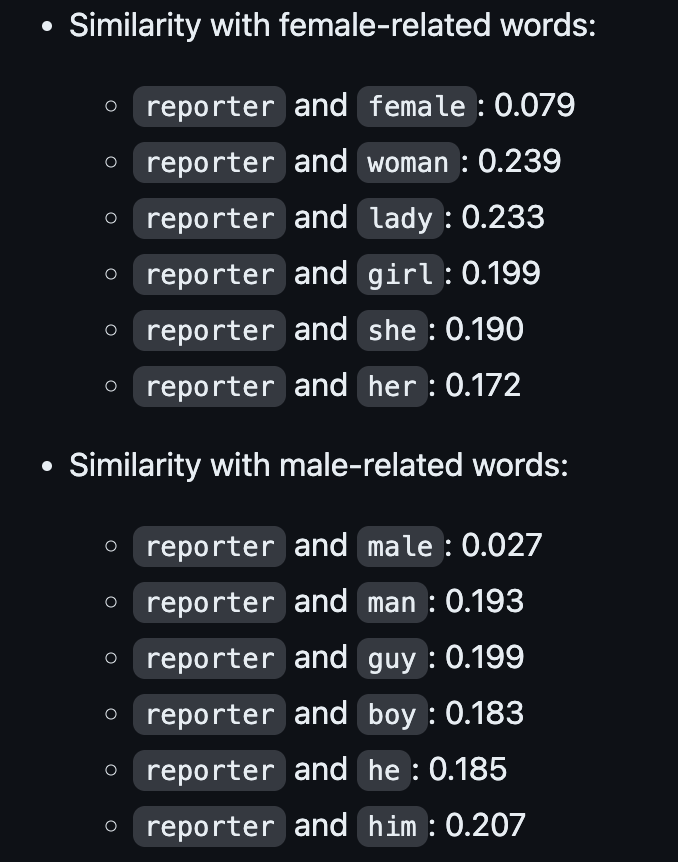 • Similarity with female-related words:
○ reporter and female: 0.079
○ reporter and woman: 0.239
○ reporter and lady: 0.233
○ reporter and girl: 0.199
○ reporter and she: 0.190
○ reporter and her: 0.172
• Similarity with male-related words:
○ reporter and male: 0.027
○ reporter and man: 0.193
○ reporter and guy: 0.199
○ reporter and boy: 0.183
○ reporter and he: 0.185
○ reporter and him: 0.207